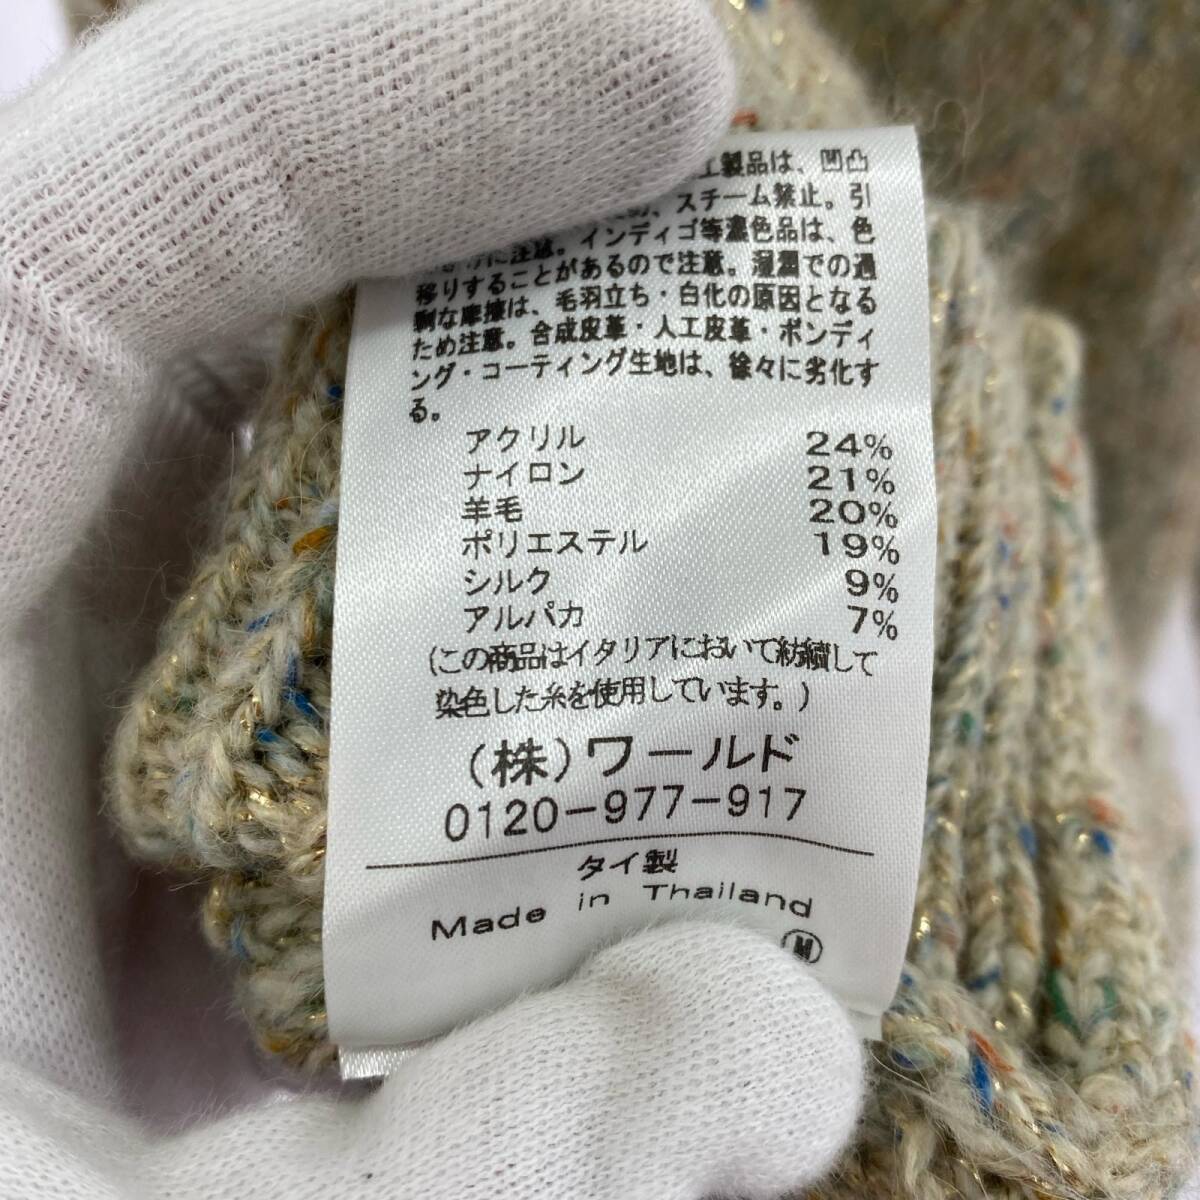 工製品は、凹凸
スチーム禁止。引
に注意。インディゴ等濃色品は、色
移りすることがあるので注意。湿潤での過
剰な摩擦は、毛羽立ち・白化の原因となる
ため注意。合成皮革・人工皮革・ボンディ
ング・コーティング生地は、徐々に劣化す
る。
アクリル 24%
ナイロン 21%
羊毛 20%
ポリエステル 19%
シルク 9%
アルパカ 7%
(この商品はイタリアにおいて紡績して
染色した糸を使用しています。)
(株)ワールド
0120-977-917
タイ製
Made in Thailand
M